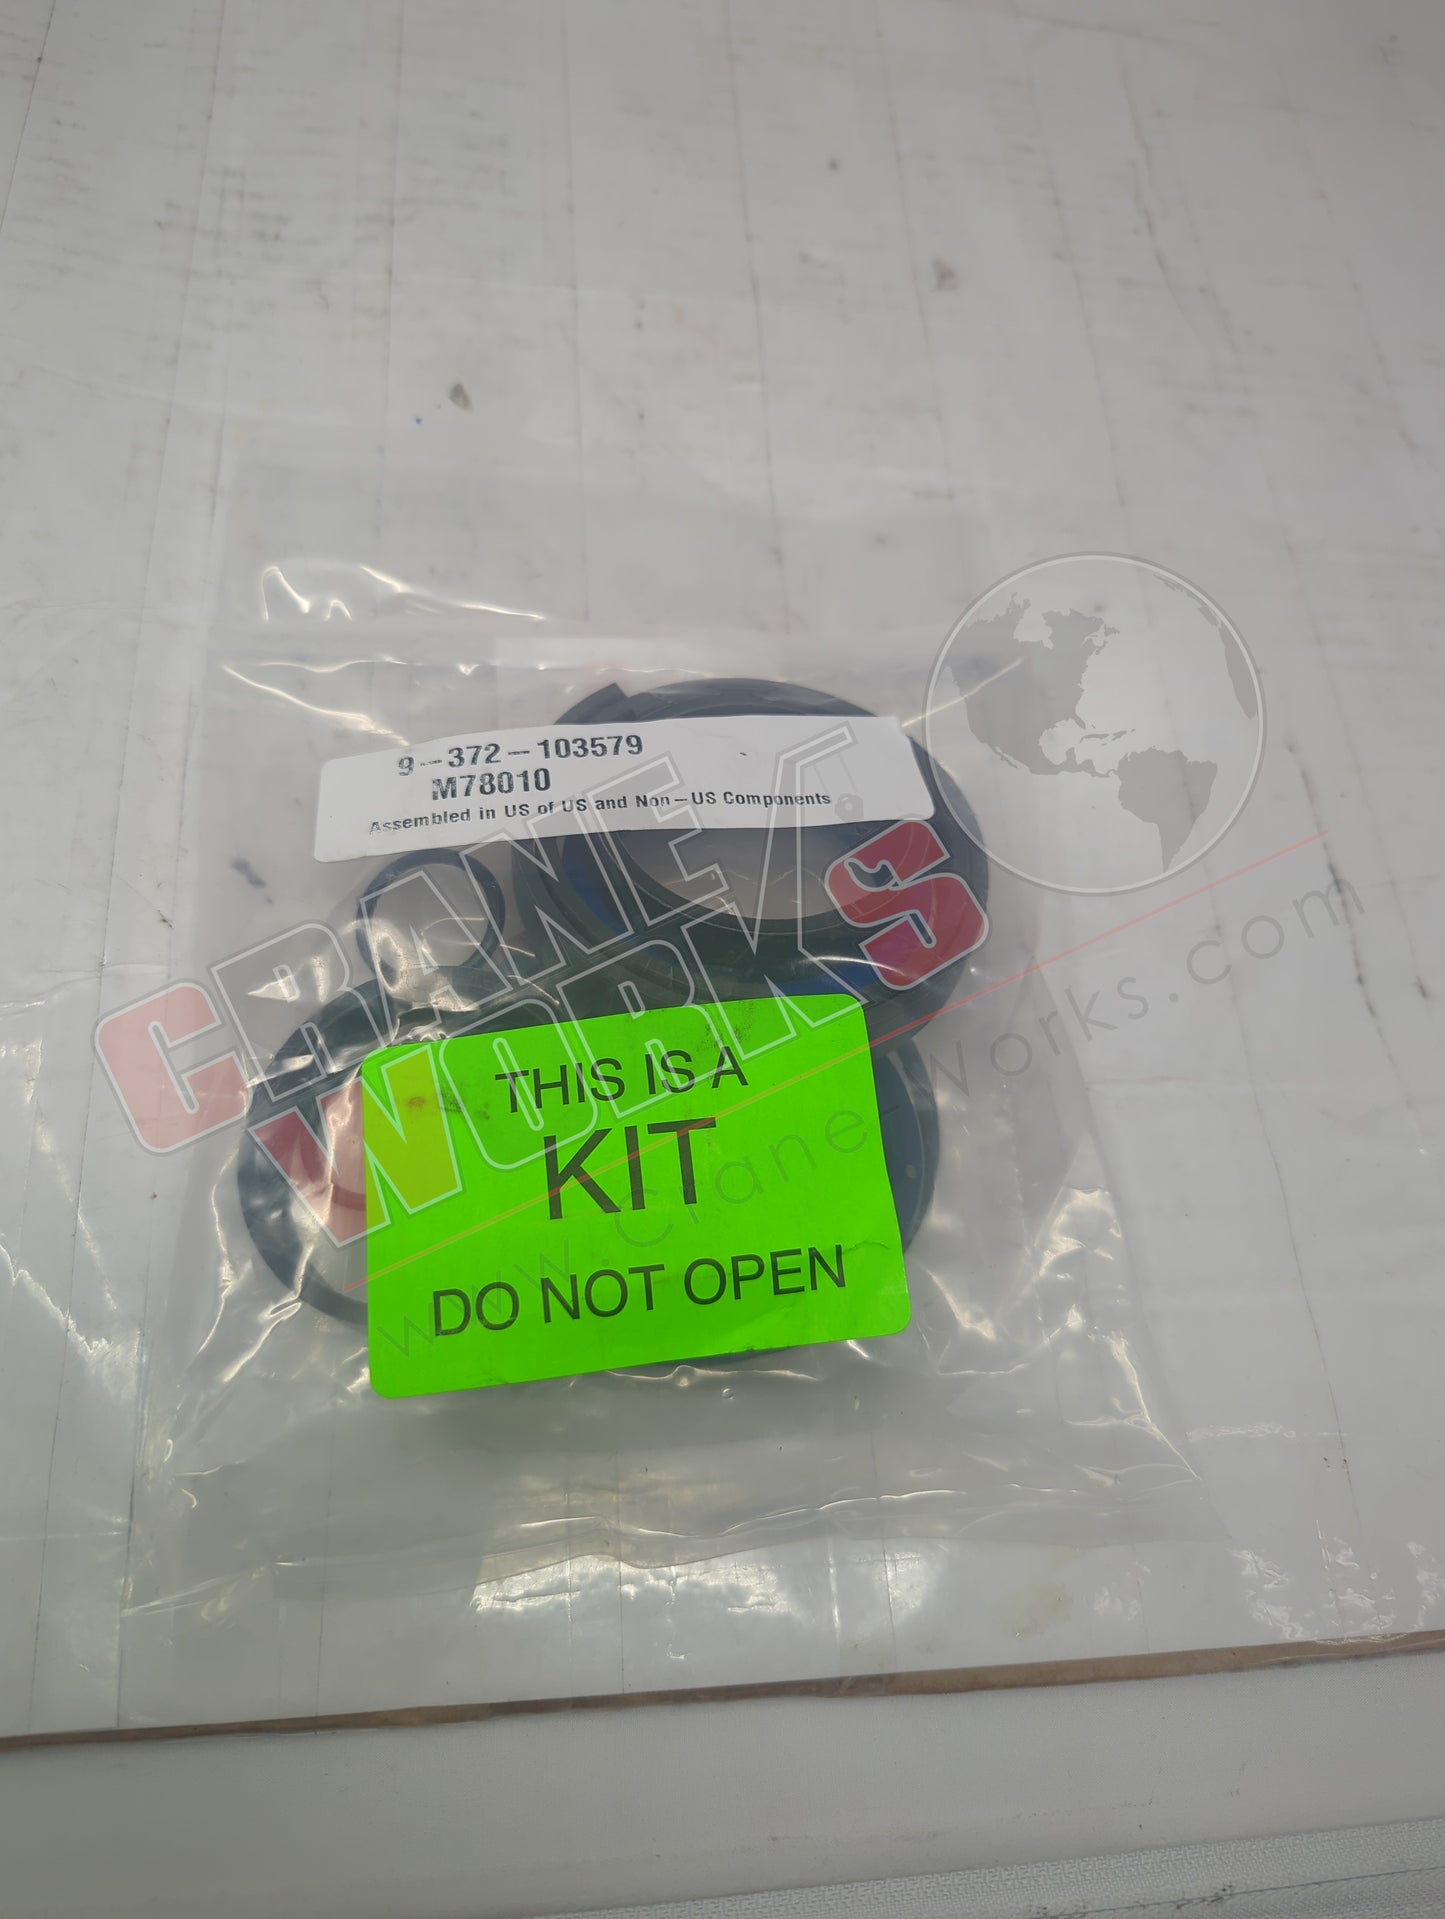 9-372-103579
M78010
Assembled in US of US and Non-US Components
CRANE
WORKS
www.Crane-Works.com
THIS IS A
KIT
DO NOT OPEN